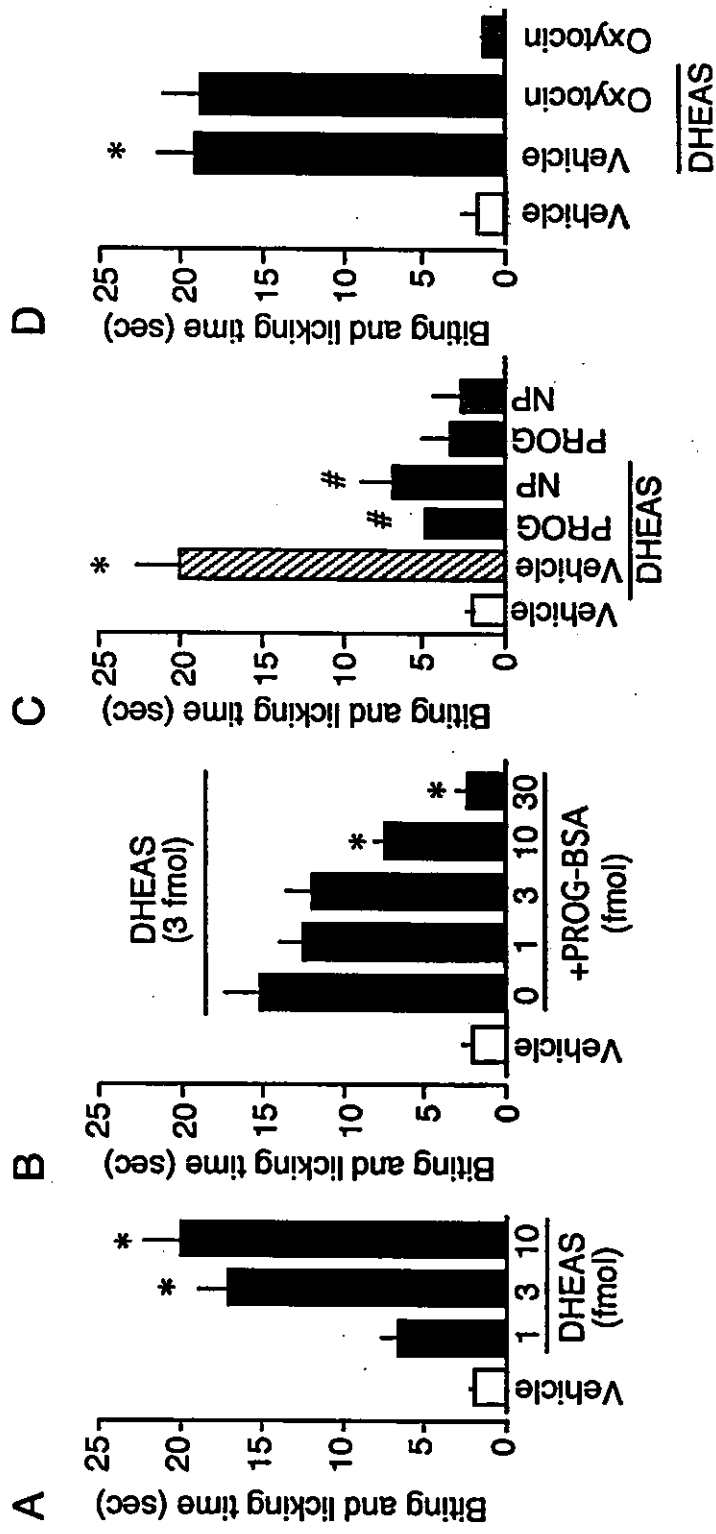 A
Biting and licking time (sec)
25
20
15
10
5
0
Vehicle
1
3
10
DHEAS
(fmol)
B
Biting and licking time (sec)
25
20
15
10
5
0
DHEAS
(3 fmol)
Vehicle
0
1
3
10
30
+PROG-BSA
(fmol)
*
*
*
*
C
Biting and licking time (sec)
25
20
15
10
5
0
*
#
#
Vehicle
Vehicle
PROG
NP
PROG
NP
DHEAS
D
Biting and licking time (sec)
25
20
15
10
5
0
*
Vehicle
Vehicle
Oxytocin
Oxytocin
DHEAS